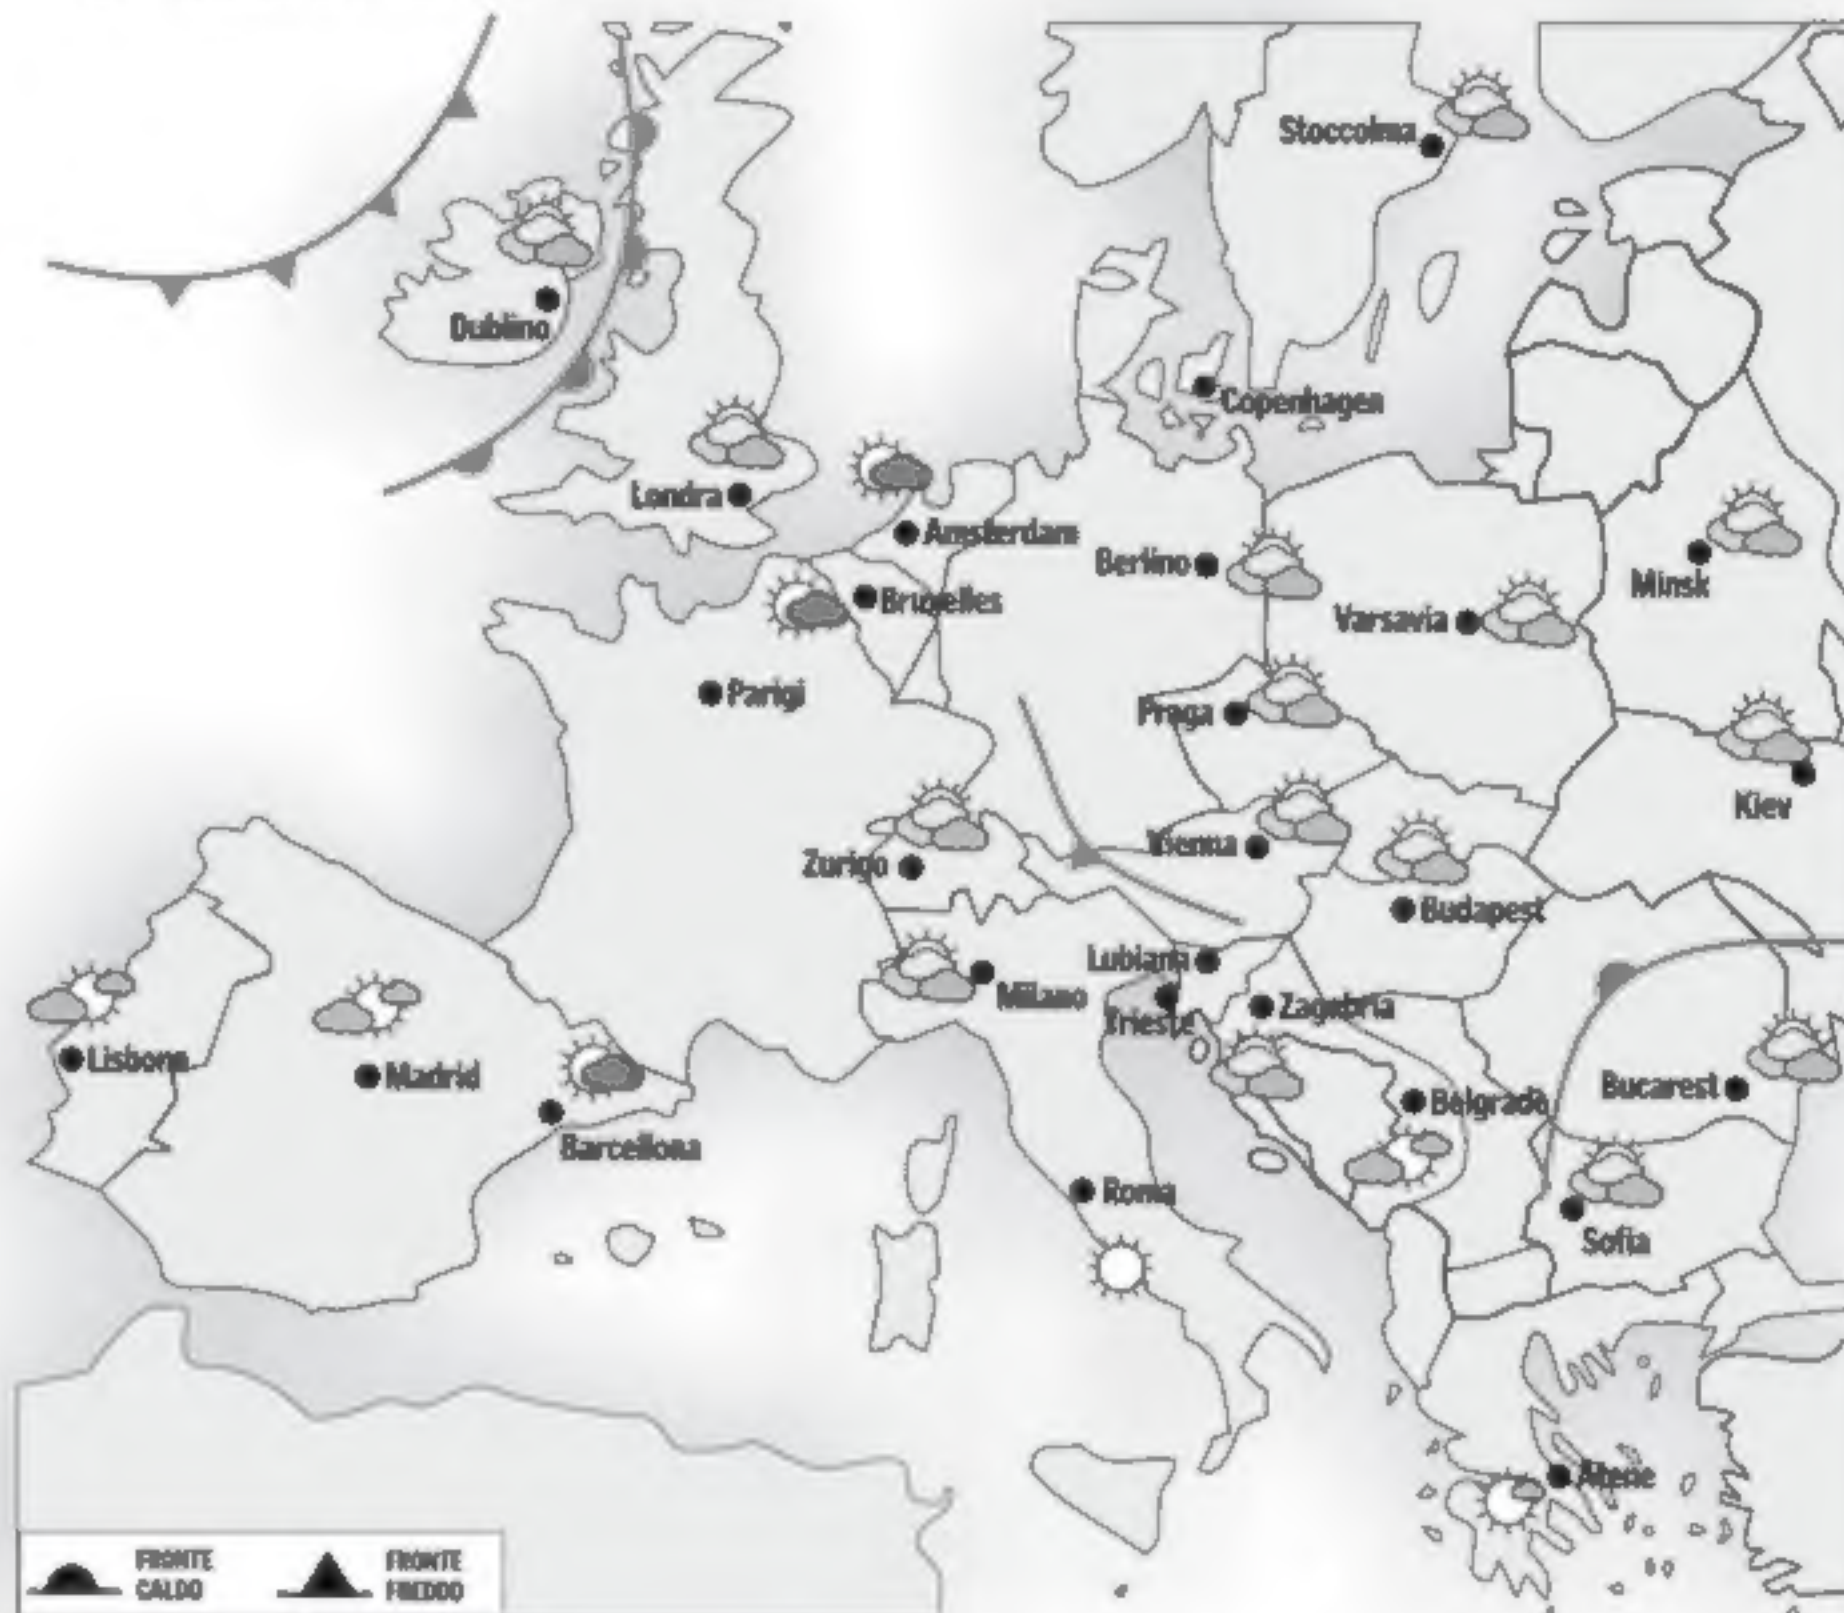 Stoccolma
Dublino
Copenhagen
Londra
Amsterdam
Berlino
Minsk
Bruxelles
Varsavia
Parigi
Praga
Kiev
Vienna
Zurigo
Budapest
Lubiana
Milano
Zagabria
Trieste
Lisbona
Madrid
Bucarest
Belgrado
Barcellona
Roma
Sofia
Atene
FRONTE
CALDO
FRONTE
FREDDO